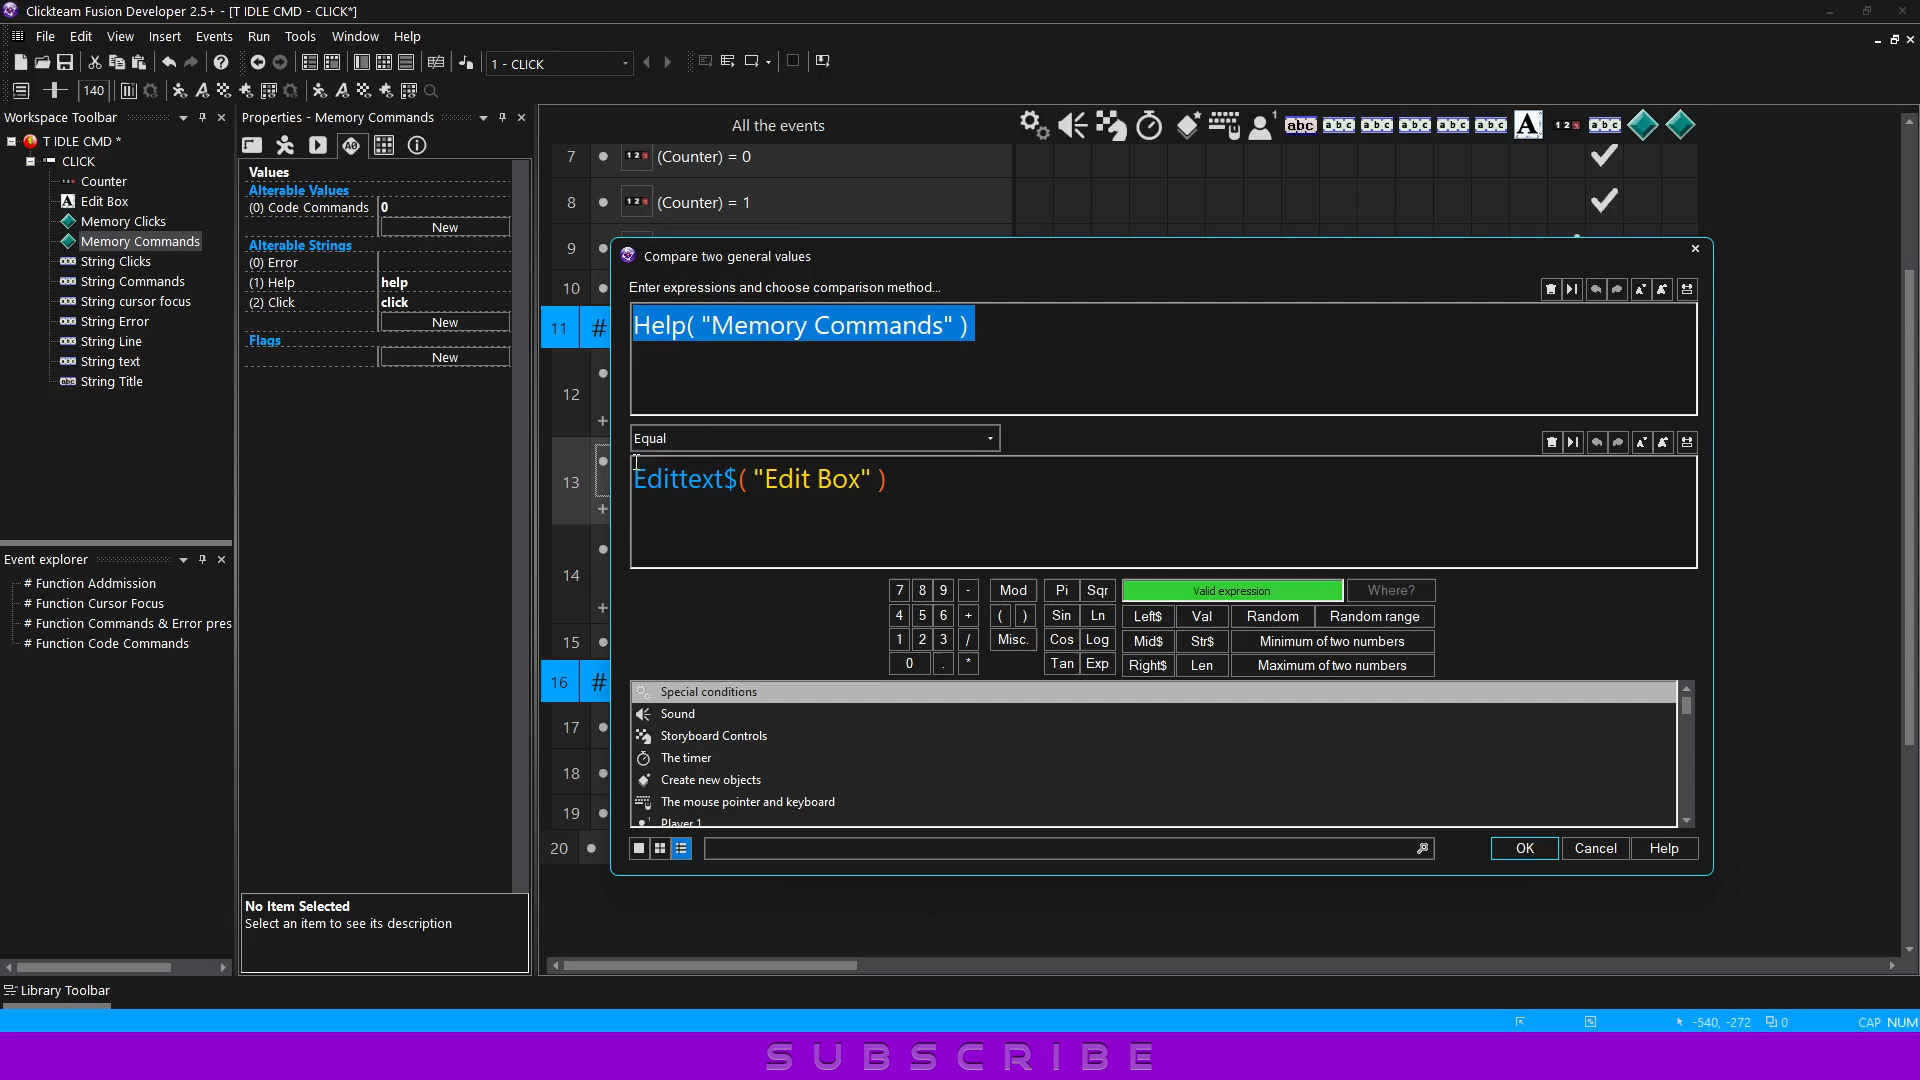 Clickteam Fusion Developer 2.5+ - [T IDLE CMD - CLICK*]
File Edit View Insert Events Run Tools Window Help
1 - CLICK
140
Workspace Toolbar
T IDLE CMD *
CLICK
Counter
Edit Box
Memory Clicks
Memory Commands
String Clicks
String Commands
String cursor focus
String Error
String Line
String text
String Title
Event explorer
# Function Addmission
# Function Cursor Focus
# Function Commands & Error pres
# Function Code Commands
Properties - Memory Commands
Values
Alterable Values
(0) Code Commands 0
New
Alterable Strings
(0) Error
(1) Help help
(2) Click click
New
Flags
New
No Item Selected
Select an item to see its description
All the events
7 (Counter) = 0
8 (Counter) = 1
9
10
11 #
12
13
14
15
16 #
17
18
19
20
Compare two general values
Enter expressions and choose comparison method...
Help( "Memory Commands" )
Equal
Edittext$( "Edit Box" )
7 8 9 - Mod Pi Sqr Valid expression Where?
4 5 6 + ( ) Sin Ln Left$ Val Random Random range
1 2 3 / Misc. Cos Log Mid$ Str$ Minimum of two numbers
0 . * Tan Exp Right$ Len Maximum of two numbers
Special conditions
Sound
Storyboard Controls
The timer
Create new objects
The mouse pointer and keyboard
Player 1
OK Cancel Help
Library Toolbar
-540, -272 0 CAP NUM
SUBSCRIBE